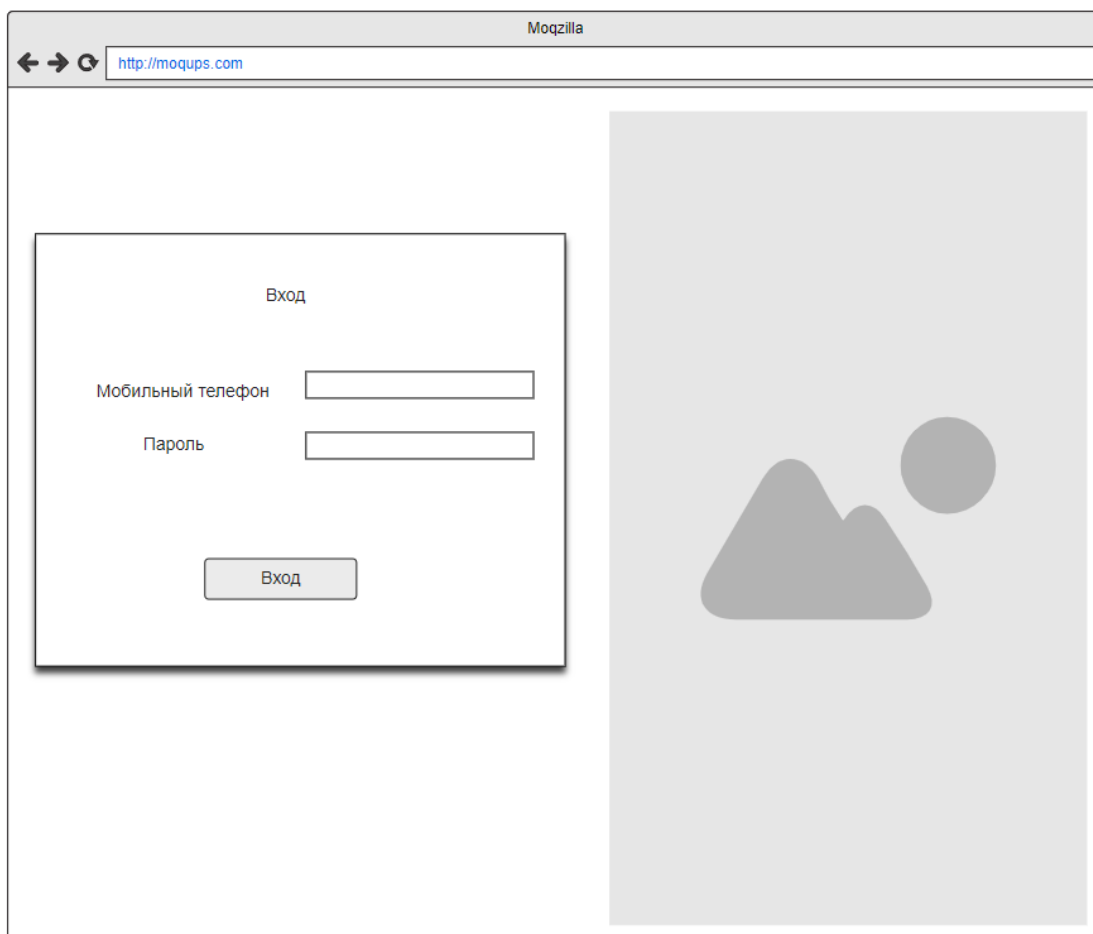 Moqzilla
http://moqups.com
Вход
Мобильный телефон
Пароль
Вход